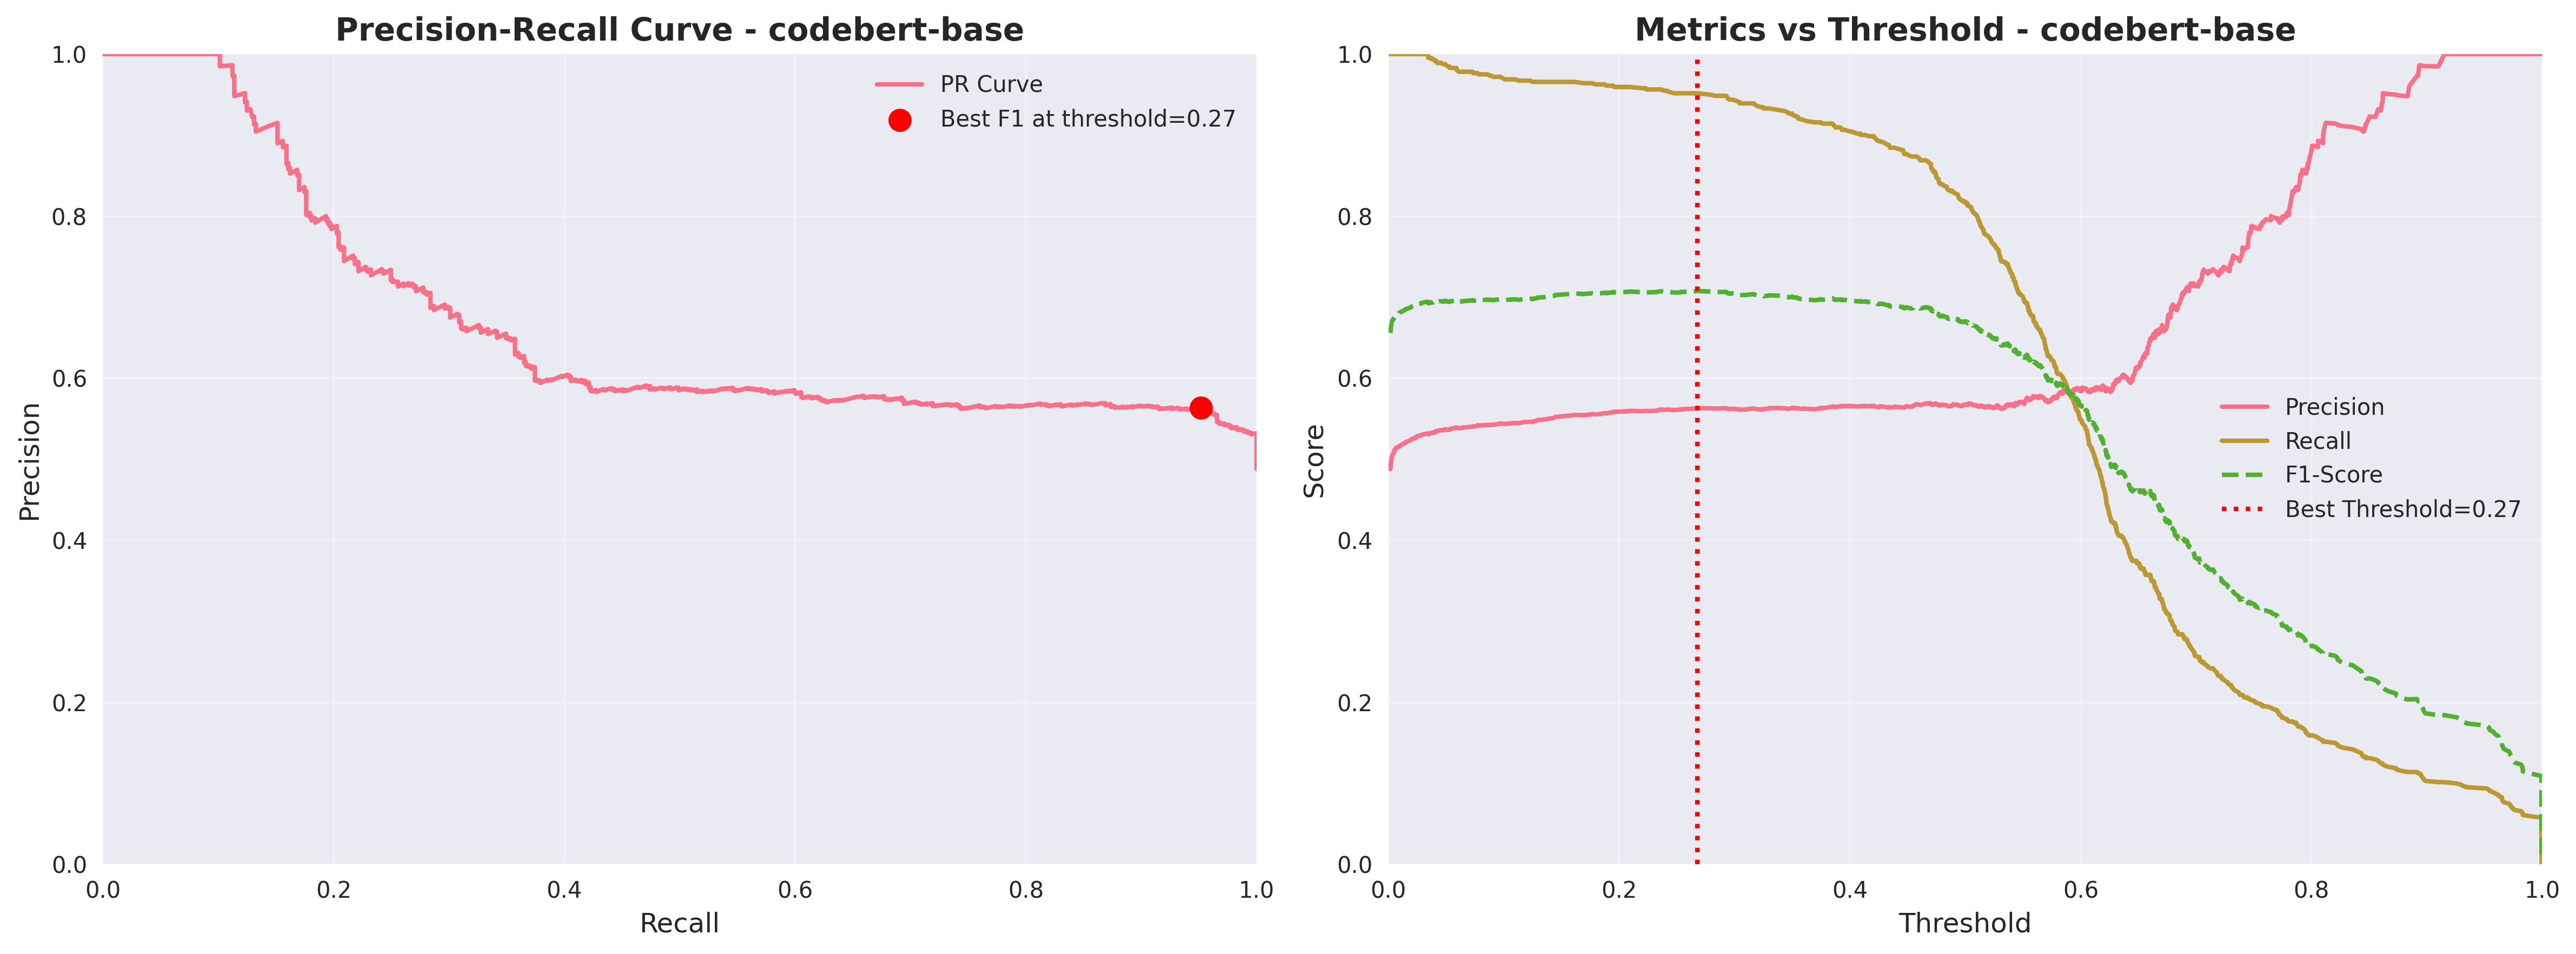 Precision-Recall Curve - codebert-base
1.0
0.8
0.6
0.4
0.2
0.0
Precision
PR Curve
Best F1 at threshold=0.27
0.0 0.2 0.4 0.6 0.8 1.0
Recall
Metrics vs Threshold - codebert-base
1.0
0.8
0.6
0.4
0.2
0.0
Score
Precision
Recall
F1-Score
Best Threshold=0.27
0.0 0.2 0.4 0.6 0.8 1.0
Threshold